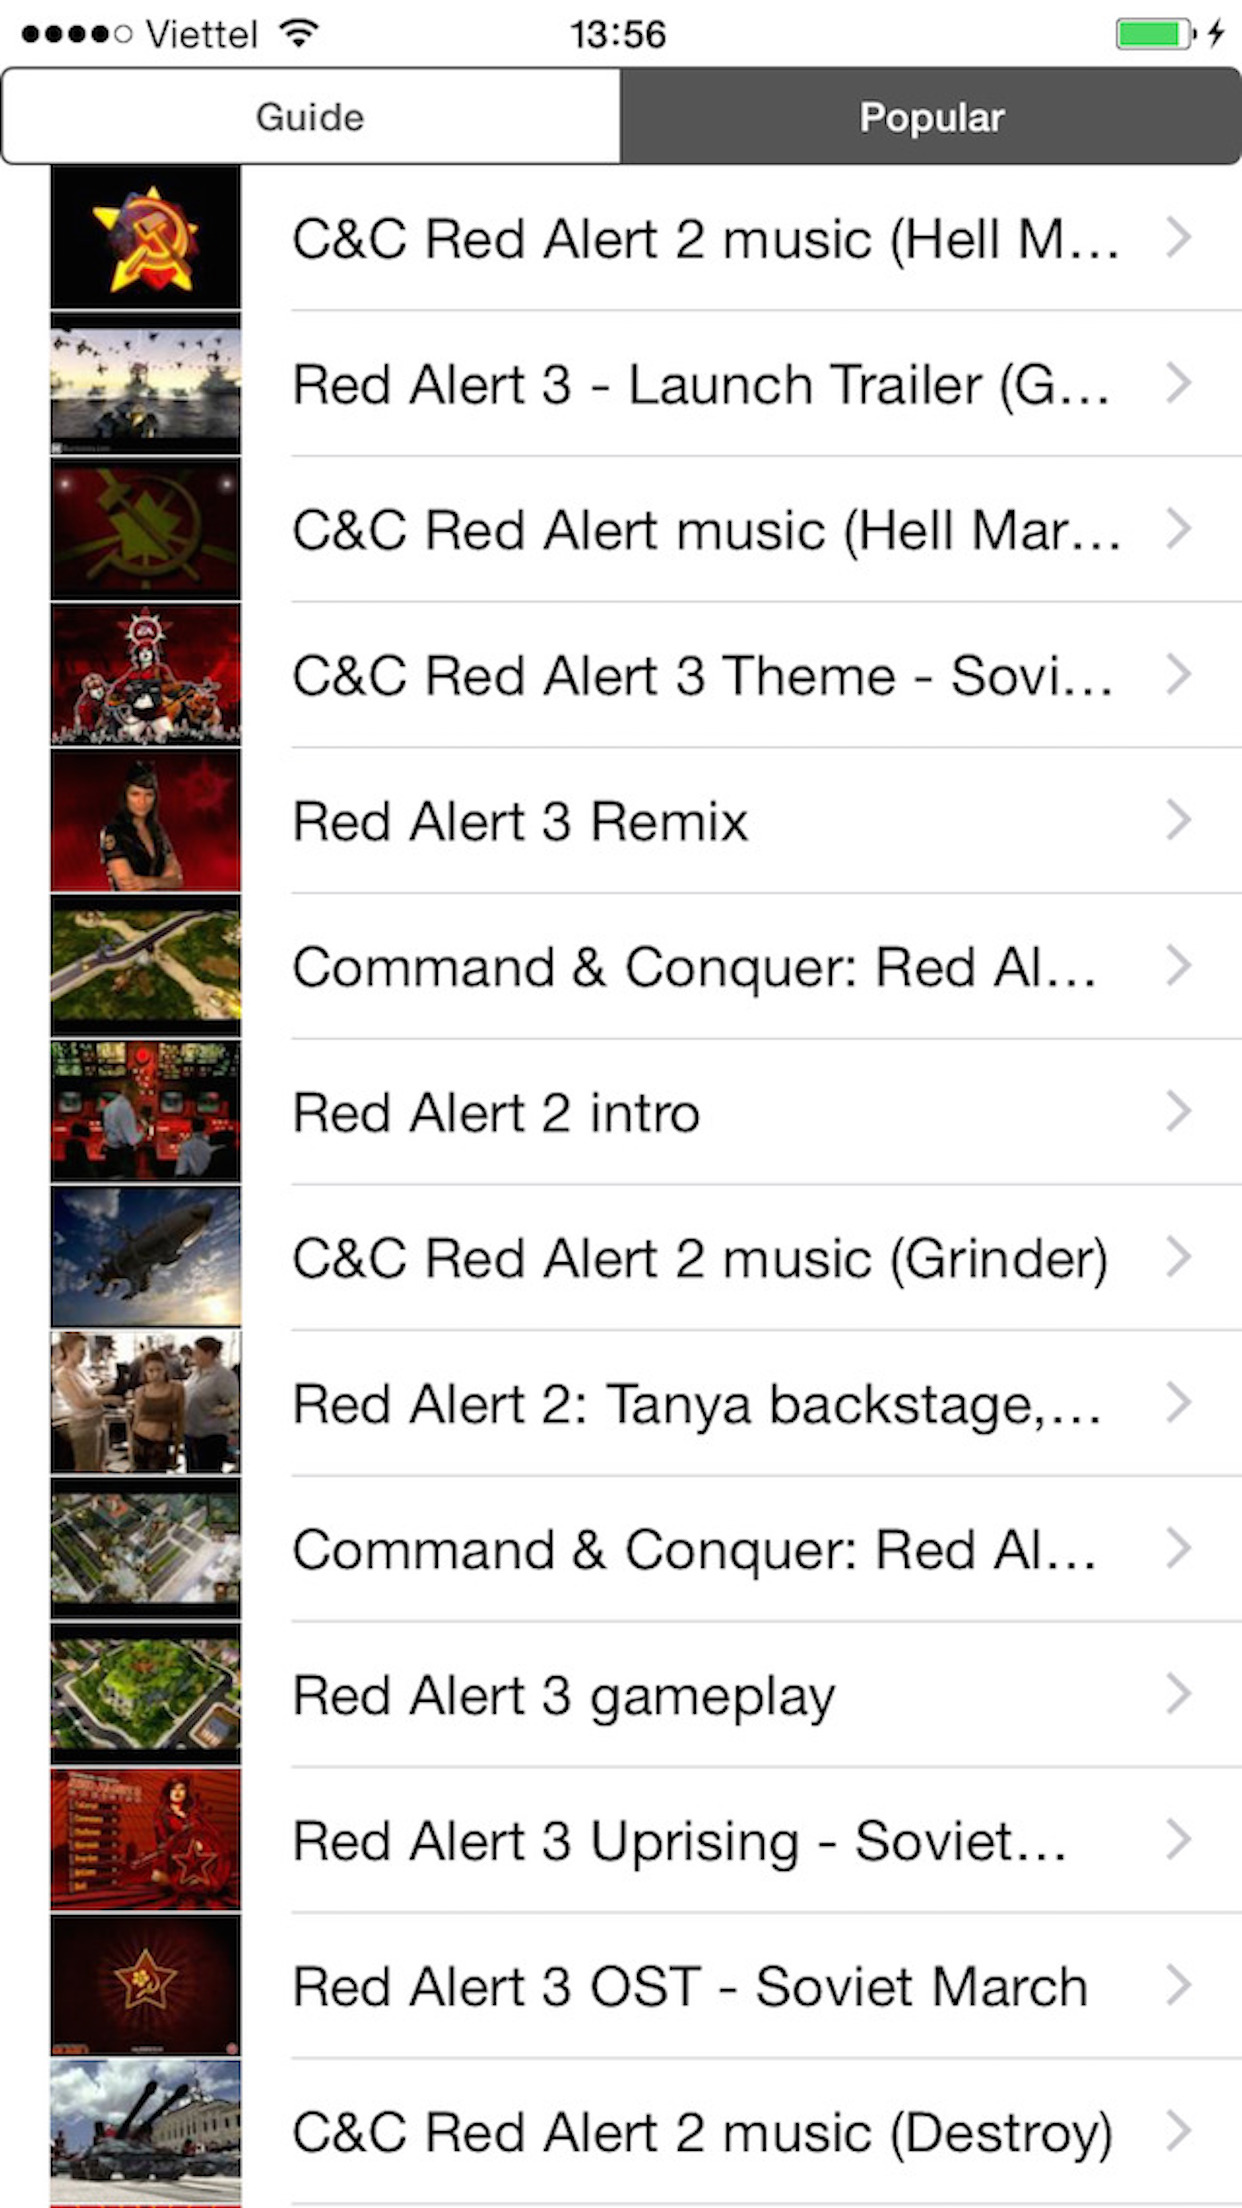 Viettel
13:56
Guide
Popular
C&C Red Alert 2 music (Hell M...
Red Alert 3 - Launch Trailer (G...
C&C Red Alert music (Hell Mar...
EA
C&C Red Alert 3 Theme - Sovi...
Red Alert 3 Remix
Command & Conquer: Red Al...
Red Alert 2 intro
C&C Red Alert 2 music (Grinder)
Red Alert 2: Tanya backstage,...
Command & Conquer: Red Al...
Red Alert 3 gameplay
Red Alert 3 Uprising - Soviet...
Red Alert 3 OST - Soviet March
C&C Red Alert 2 music (Destroy)